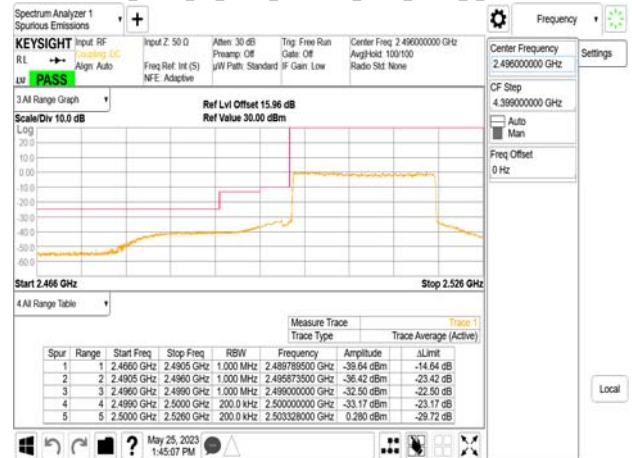 Spectrum Analyzer 1
Spurious Emissions
Frequency
KEYSIGHT
RL
LU PASS
Input: RF
Coupling: DC
Align: Auto
Input Z: 50 Ω
Freq Ref: Int (S)
NFE: Adaptive
Atten: 30 dB
Preamp: Off
µW Path: Standard
Trig: Free Run
Gate: Off
IF Gain: Low
Center Freq: 2.496000000 GHz
Avg|Hold: 100/100
Radio Std: None
Center Frequency
2.496000000 GHz
Settings
CF Step
4.399000000 GHz
Auto
Man
Freq Offset
0 Hz
Local
3 All Range Graph
Scale/Div 10.0 dB
Ref Lvl Offset 15.96 dB
Ref Value 30.00 dBm
Log
20.0
10.0
0.00
-10.0
-20.0
-30.0
-40.0
-50.0
-60.0
Start 2.466 GHz
Stop 2.526 GHz
4 All Range Table
Measure Trace Trace 1
Trace Type Trace Average (Active)
Spur Range Start Freq Stop Freq RBW Frequency Amplitude ΔLimit
1 1 2.4660 GHz 2.4905 GHz 1.000 MHz 2.489789500 GHz -39.64 dBm -14.64 dB
2 2 2.4905 GHz 2.4960 GHz 1.000 MHz 2.495873500 GHz -36.42 dBm -23.42 dB
3 3 2.4960 GHz 2.4990 GHz 1.000 MHz 2.499000000 GHz -32.50 dBm -22.50 dB
4 4 2.4990 GHz 2.5000 GHz 200.0 kHz 2.500000000 GHz -33.17 dBm -23.17 dB
5 5 2.5000 GHz 2.5260 GHz 200.0 kHz 2.503328000 GHz 0.280 dBm -29.72 dB
May 25, 2023
1:45:07 PM